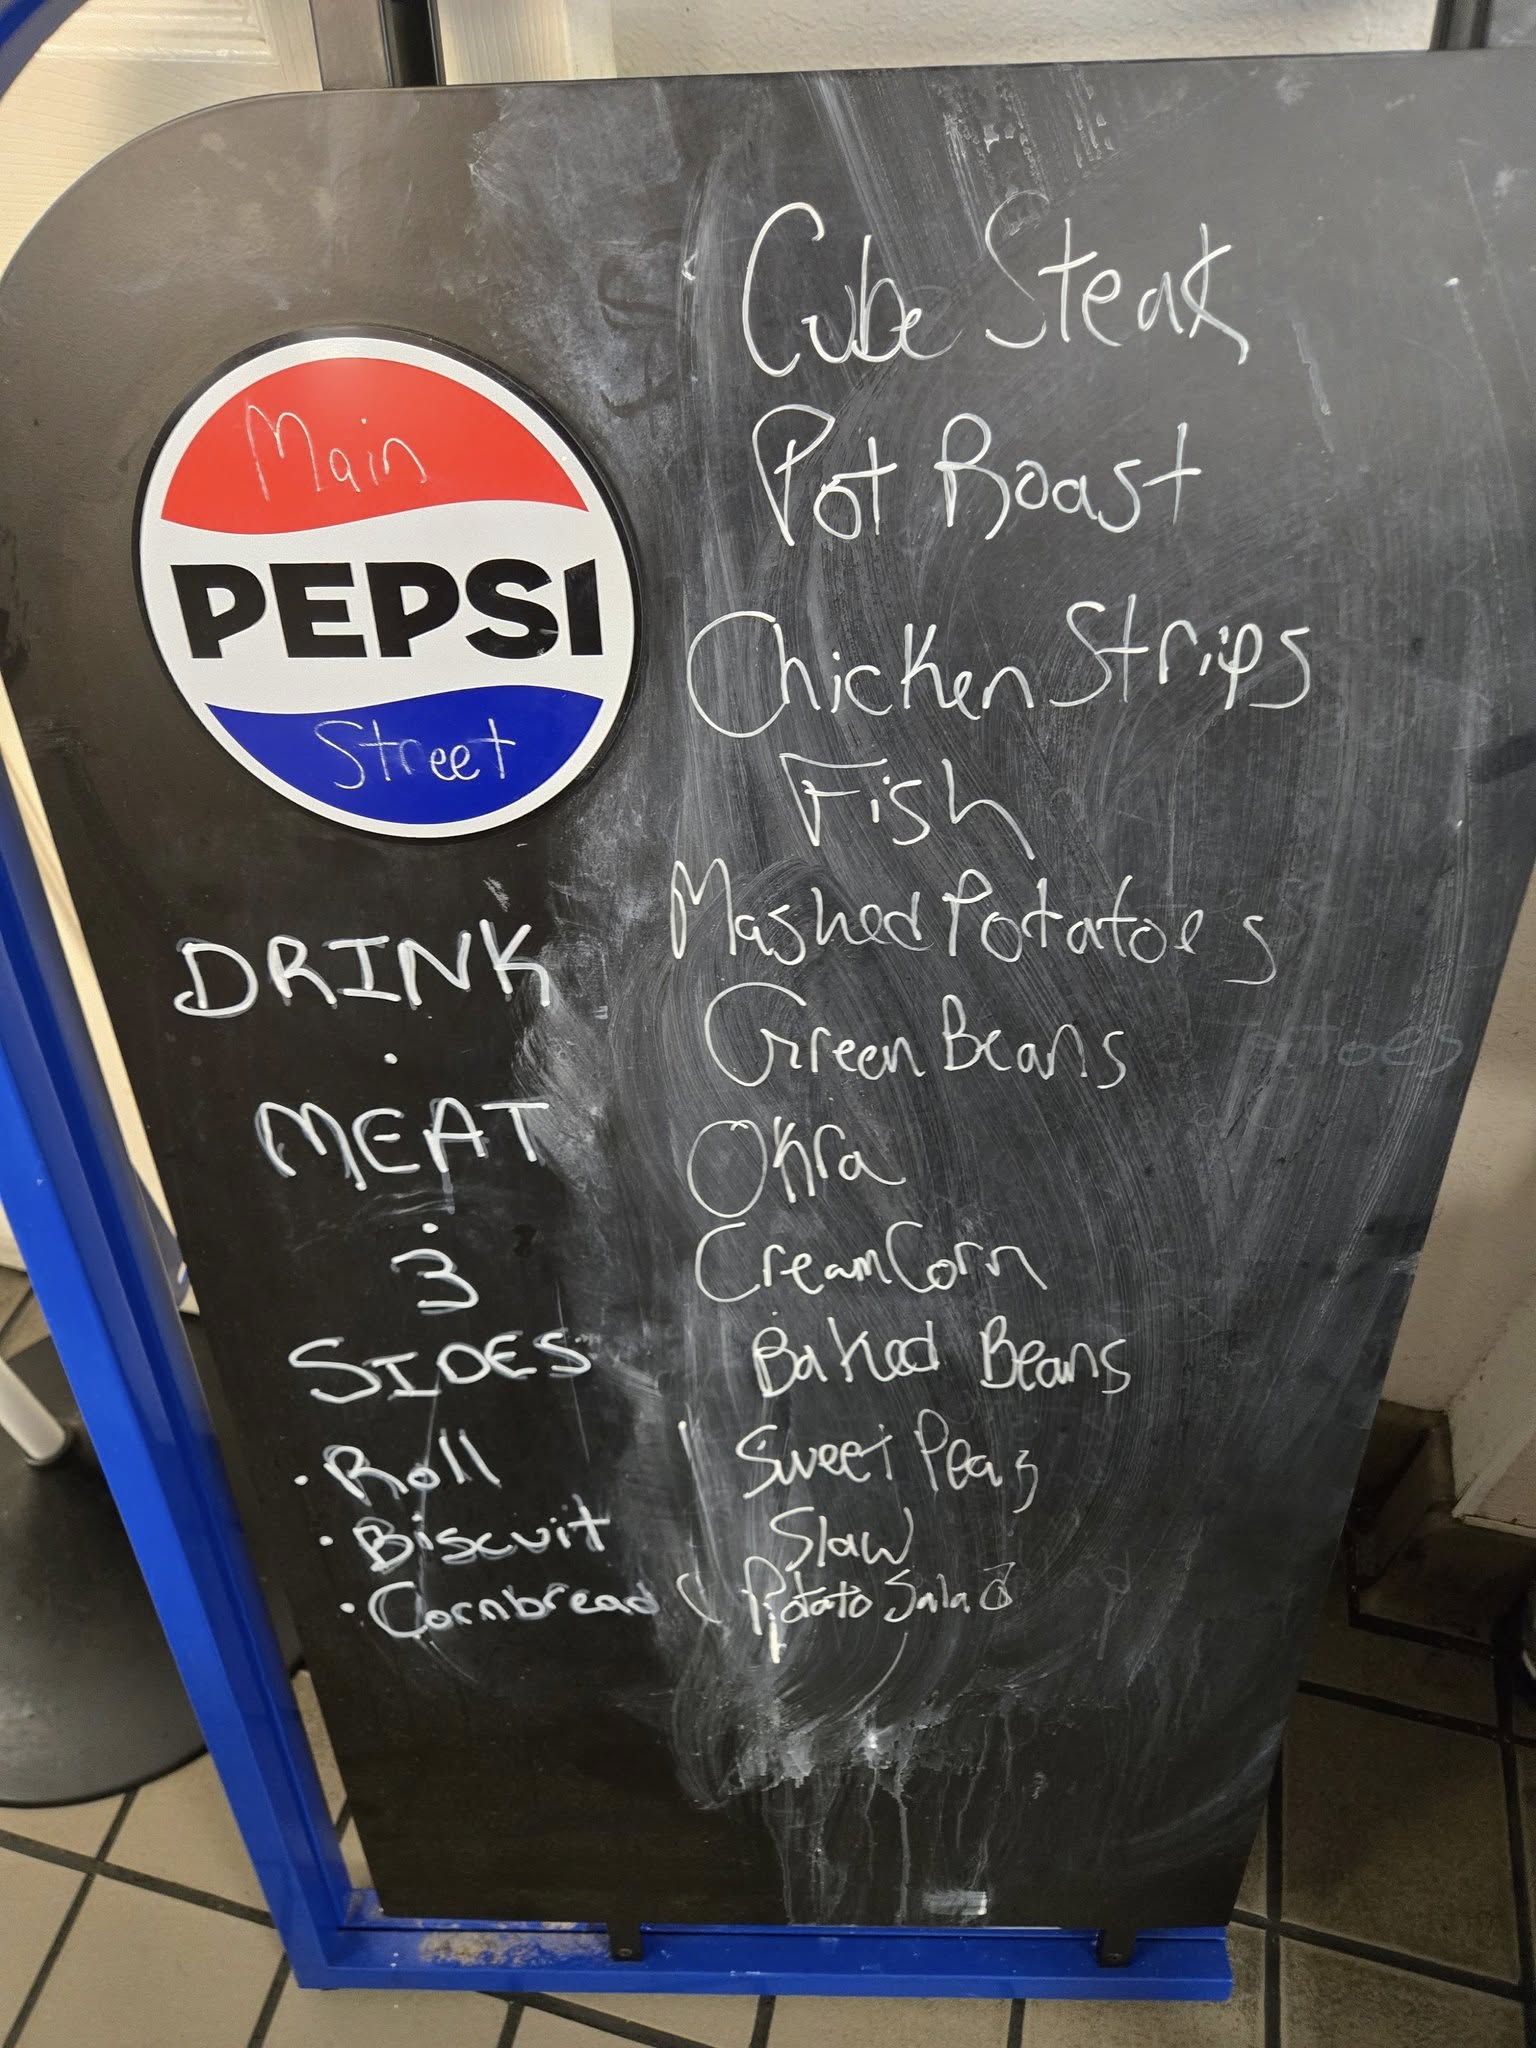 Main
PEPSI
Street
DRINK
.
MEAT
.
3
SIDES
· Roll
· Biscuit
· Cornbread
Cube Steak
Pot Roast
Chicken Strips
Fish
Mashed Potatoes
Green Beans
Okra
Cream Corn
Baked Beans
Sweet Peas
Slaw
Potato Salad